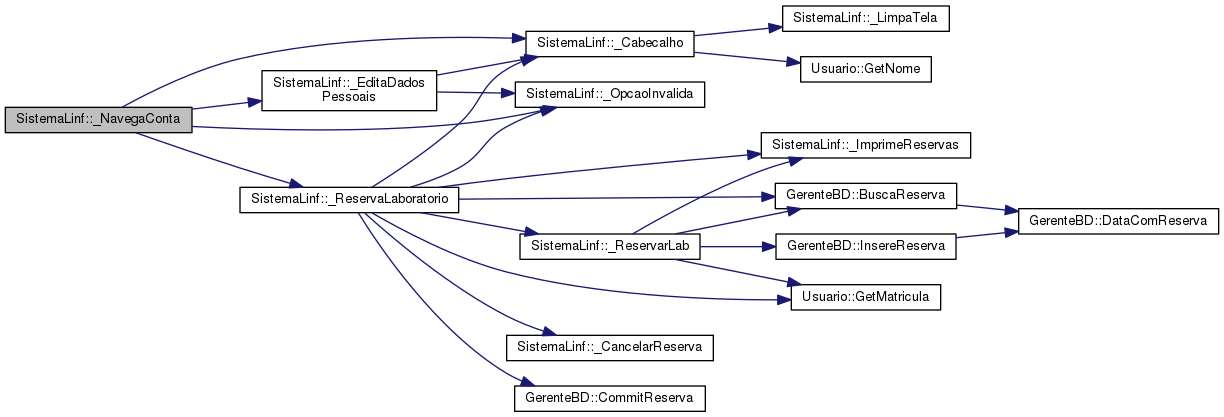 SistemaLinf::_NavegaConta
SistemaLinf::_EditaDados
Pessoais
SistemaLinf::_ReservaLaboratorio
SistemaLinf::_Cabecalho
SistemaLinf::_OpcaoInvalida
SistemaLinf::_ReservarLab
SistemaLinf::_CancelarReserva
GerenteBD::CommitReserva
SistemaLinf::_LimpaTela
Usuario::GetNome
SistemaLinf::_ImprimeReservas
GerenteBD::BuscaReserva
GerenteBD::InsereReserva
Usuario::GetMatricula
GerenteBD::DataComReserva